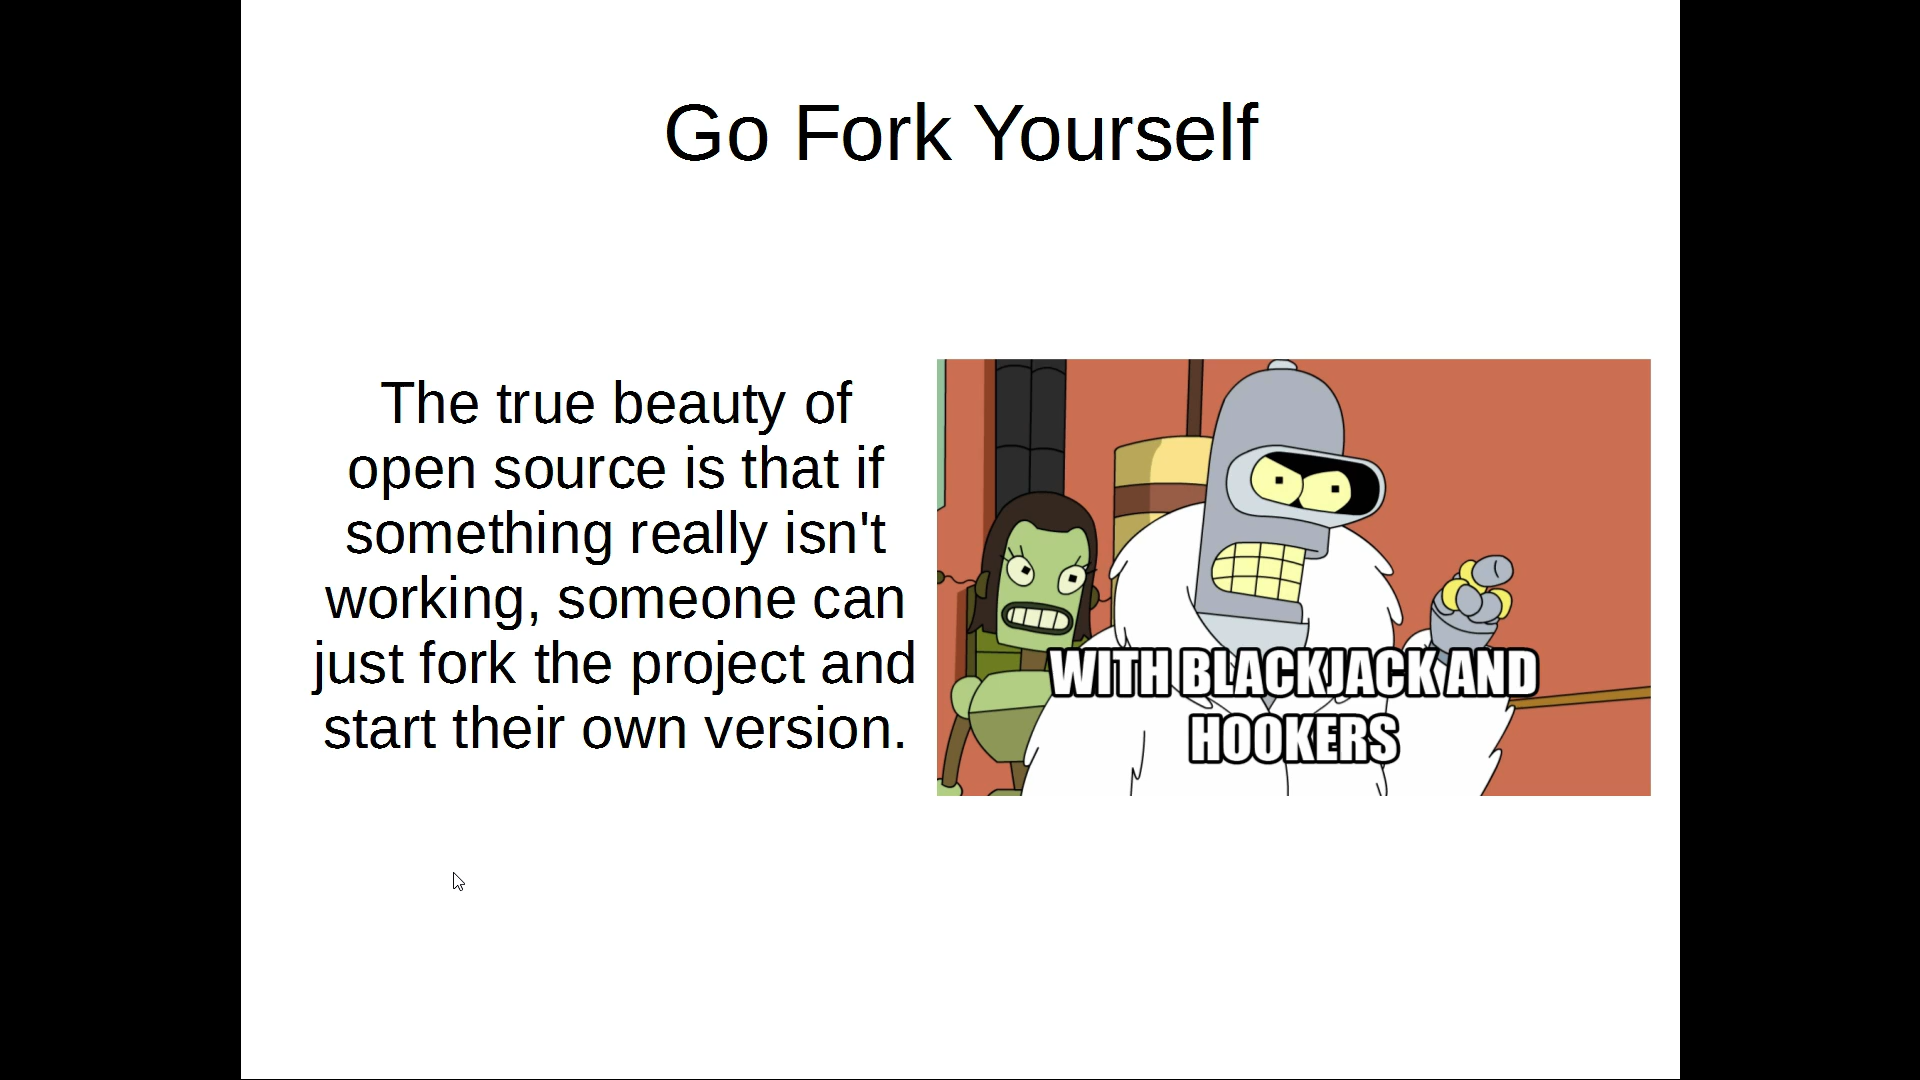 Go Fork Yourself
The true beauty of
open source is that if
something really isn't
working, someone can
just fork the project and
start their own version.
WITH BLACKJACK AND
HOOKERS